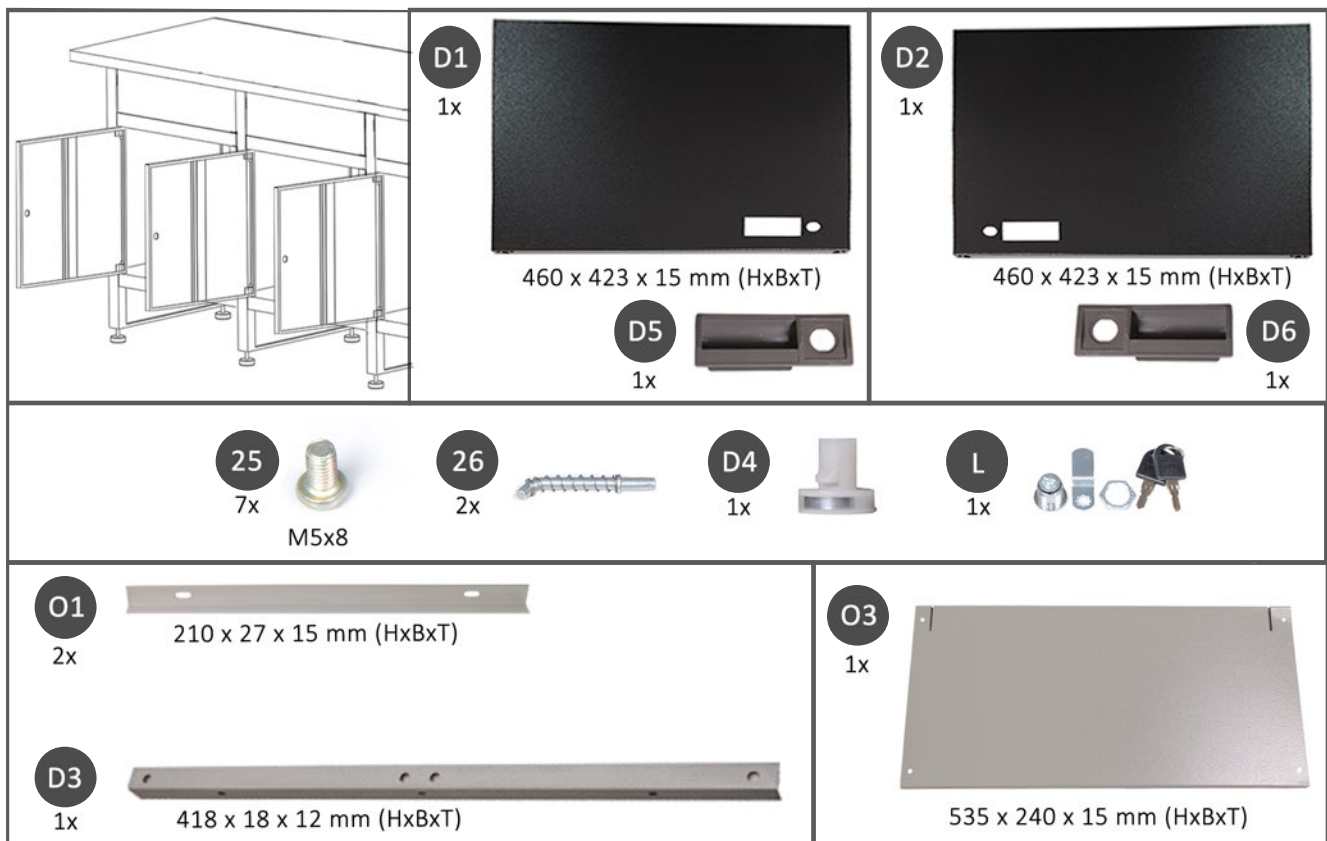 D1
1x
460 x 423 x 15 mm (HxBxT)
D5
1x
D2
1x
460 x 423 x 15 mm (HxBxT)
D6
1x
25
7x
M5x8
26
2x
D4
1x
L
1x
O1
2x
210 x 27 x 15 mm (HxBxT)
D3
1x
418 x 18 x 12 mm (HxBxT)
O3
1x
535 x 240 x 15 mm (HxBxT)